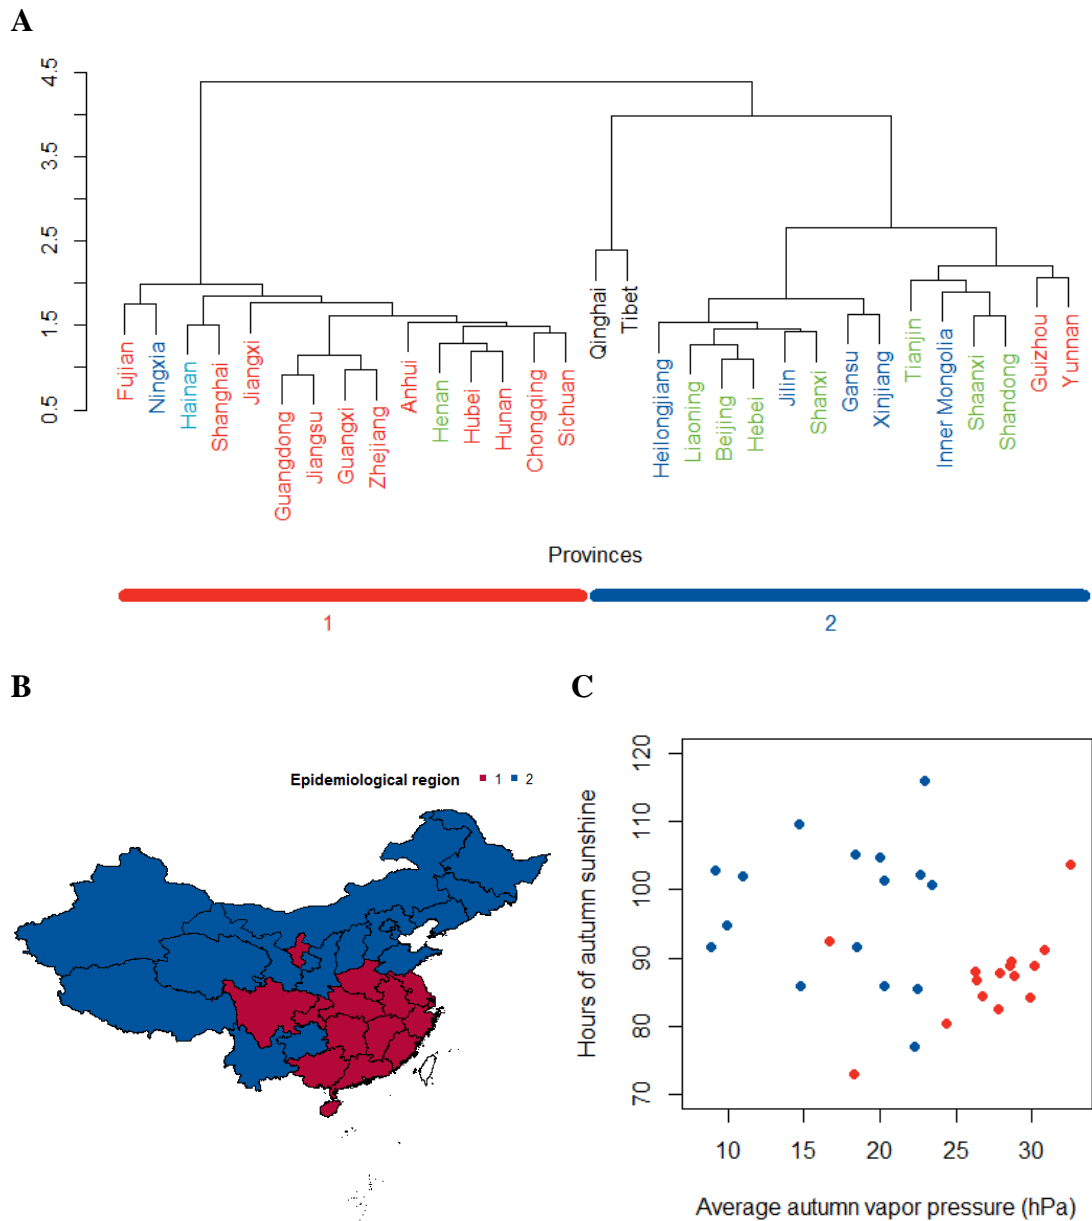 A
4.5
3.5
2.5
1.5
0.5
Fujian
Ningxia
Hainan
Shanghai
Jiangxi
Guangdong
Jiangsu
Guangxi
Zhejiang
Anhui
Henan
Hubei
Hunan
Chongqing
Sichuan
Qinghai
Tibet
Heilongjiang
Liaoning
Beijing
Hebei
Jilin
Shanxi
Gansu
Xinjiang
Tianjin
Inner Mongolia
Shaanxi
Shandong
Guizhou
Yunnan
Provinces
1 2
B
Epidemiological region 1 2
C
Hours of autumn sunshine
120
110
100
90
80
70
10 15 20 25 30
Average autumn vapor pressure (hPa)